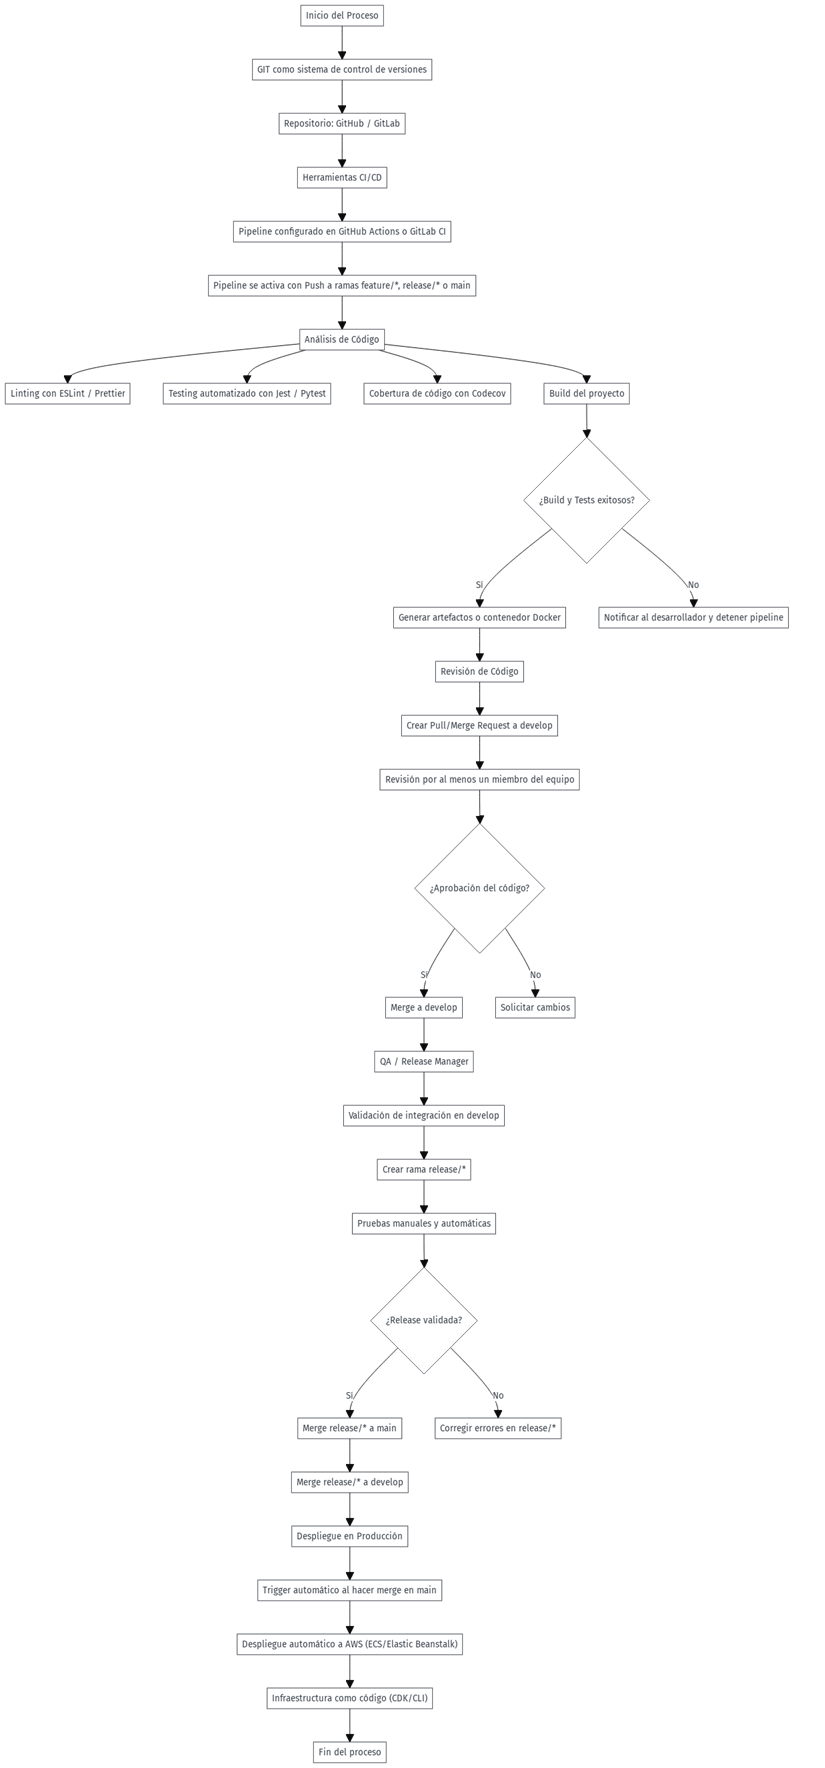 Inicio del Proceso
GIT como sistema de control de versiones
Repositorio: GitHub / GitLab
Herramientas CI/CD
Pipeline configurado en GitHub Actions o GitLab CI
Pipeline se activa con Push a ramas feature/*, release/* o main
Análisis de Código
Linting con ESLint / Prettier
Testing automatizado con Jest / Pytest
Cobertura de código con Codecov
Build del proyecto
¿Build y Tests exitosos?
Sí
No
Generar artefactos o contenedor Docker
Notificar al desarrollador y detener pipeline
Revisión de Código
Crear Pull/Merge Request a develop
Revisión por al menos un miembro del equipo
¿Aprobación del código?
Sí
No
Merge a develop
Solicitar cambios
QA / Release Manager
Validación de integración en develop
Crear rama release/*
Pruebas manuales y automáticas
¿Release validada?
Sí
No
Merge release/* a main
Corregir errores en release/*
Merge release/* a develop
Despliegue en Producción
Trigger automático al hacer merge en main
Despliegue automático a AWS (ECS/Elastic Beanstalk)
Infraestructura como código (CDK/CLI)
Fin del proceso